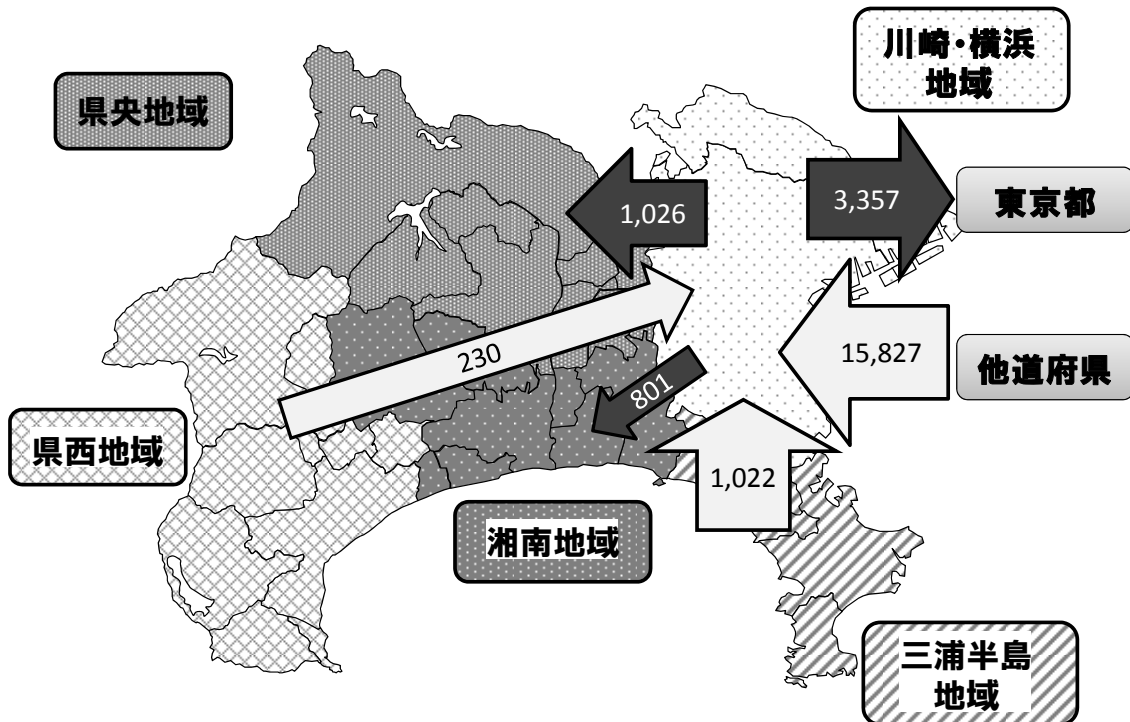 川崎・横浜
地域
県央地域
1,026
3,357
東京都
230
15,827
他道府県
801
県西地域
1,022
湘南地域
三浦半島
地域